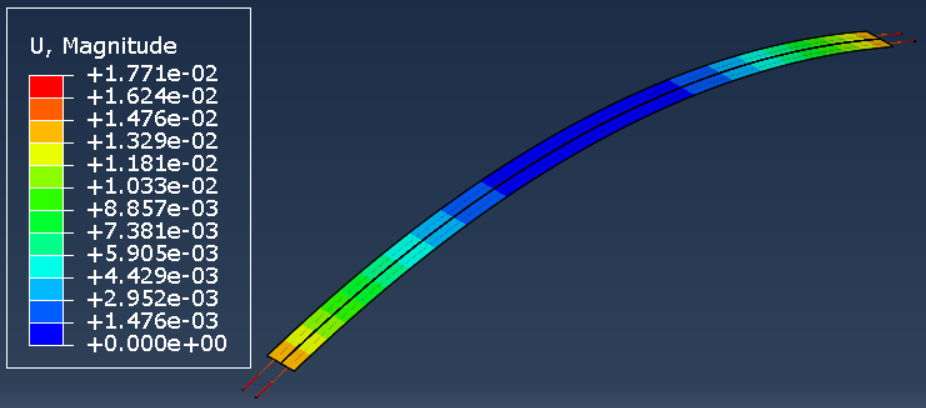 U, Magnitude
+1.771e-02
+1.624e-02
+1.476e-02
+1.329e-02
+1.181e-02
+1.033e-02
+8.857e-03
+7.381e-03
+5.905e-03
+4.429e-03
+2.952e-03
+1.476e-03
+0.000e+00